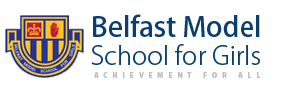 Belfast Model
School for Girls
ACHIEVEMENT FOR ALL